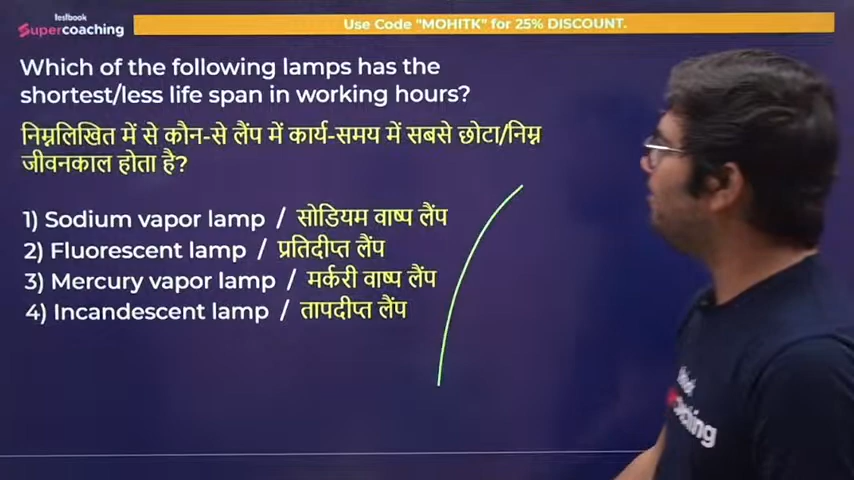 testbook
Supercoaching
Use Code "MOHITK" for 25% DISCOUNT.
Which of the following lamps has the
shortest/less life span in working hours?
निम्नलिखित में से कौन-से लैंप में कार्य-समय में सबसे छोटा/निम्न
जीवनकाल होता है?
1) Sodium vapor lamp / सोडियम वाष्प लैंप
2) Fluorescent lamp / प्रतिदीप्त लैंप
3) Mercury vapor lamp / मर्करी वाष्प लैंप
4) Incandescent lamp / तापदीप्त लैंप